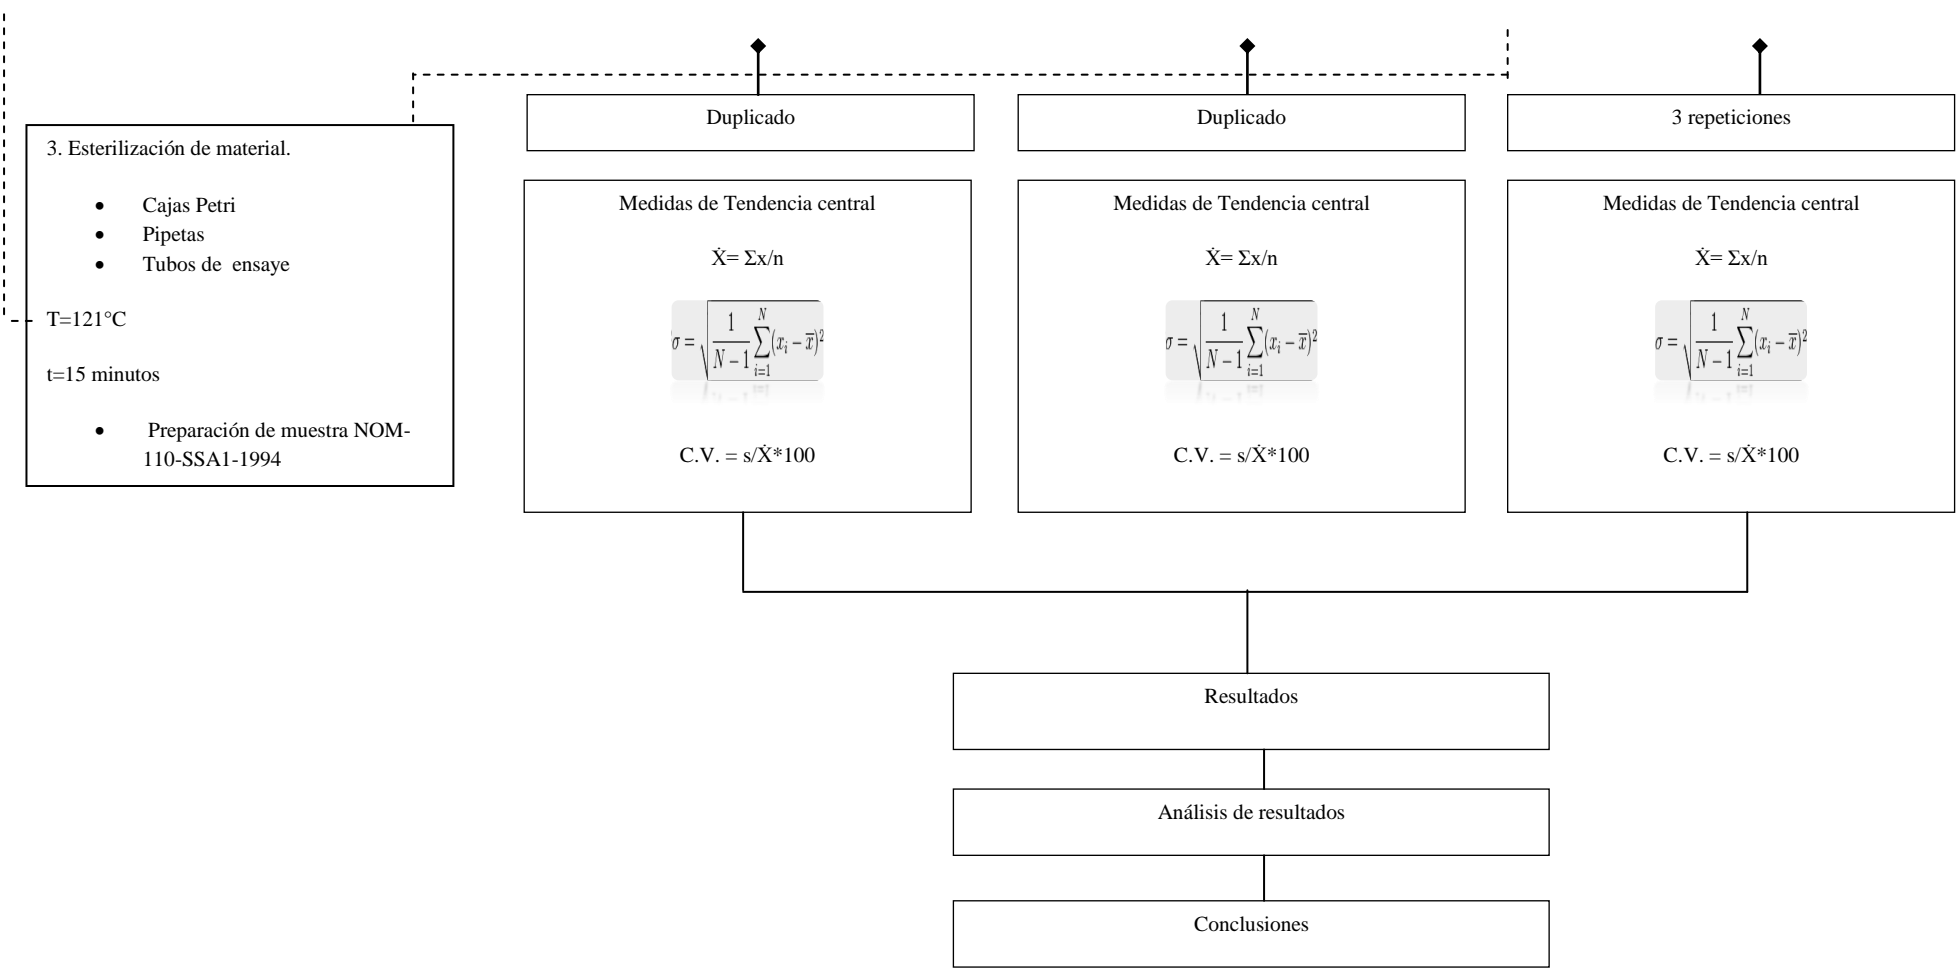 3. Esterilización de material.
• Cajas Petri
• Pipetas
• Tubos de ensaye
T=121°C
t=15 minutos
• Preparación de muestra NOM-
110-SSA1-1994
Duplicado
Medidas de Tendencia central
Ẋ= Σx/n
σ = √(1/(N − 1) ∑_{i=1}^{N} (x_i − x̅)²)
C.V. = s/Ẋ*100
Duplicado
Medidas de Tendencia central
Ẋ= Σx/n
σ = √(1/(N − 1) ∑_{i=1}^{N} (x_i − x̅)²)
C.V. = s/Ẋ*100
3 repeticiones
Medidas de Tendencia central
Ẋ= Σx/n
σ = √(1/(N − 1) ∑_{i=1}^{N} (x_i − x̅)²)
C.V. = s/Ẋ*100
Resultados
Análisis de resultados
Conclusiones